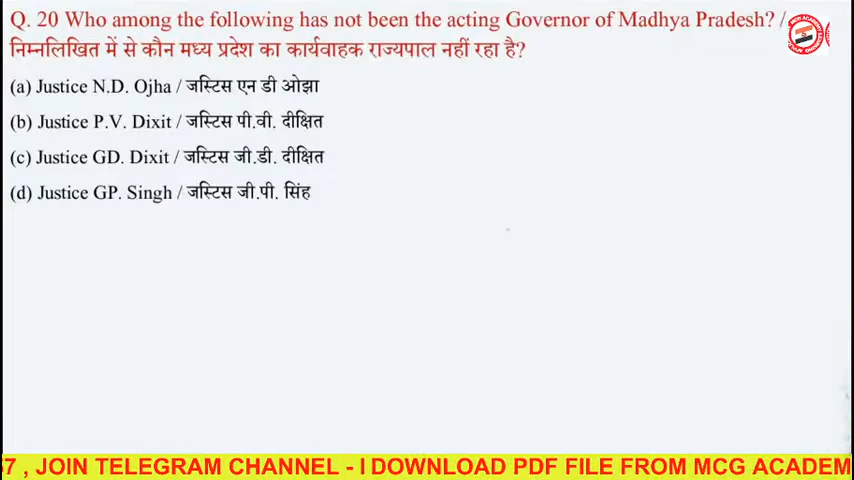 Q. 20 Who among the following has not been the acting Governor of Madhya Pradesh? /
निम्नलिखित में से कौन मध्य प्रदेश का कार्यवाहक राज्यपाल नहीं रहा है?
(a) Justice N.D. Ojha / जस्टिस एन डी ओझा
(b) Justice P.V. Dixit / जस्टिस पी.वी. दीक्षित
(c) Justice GD. Dixit / जस्टिस जी.डी. दीक्षित
(d) Justice GP. Singh / जस्टिस जी.पी. सिंह
7 , JOIN TELEGRAM CHANNEL - I DOWNLOAD PDF FILE FROM MCG ACADEM